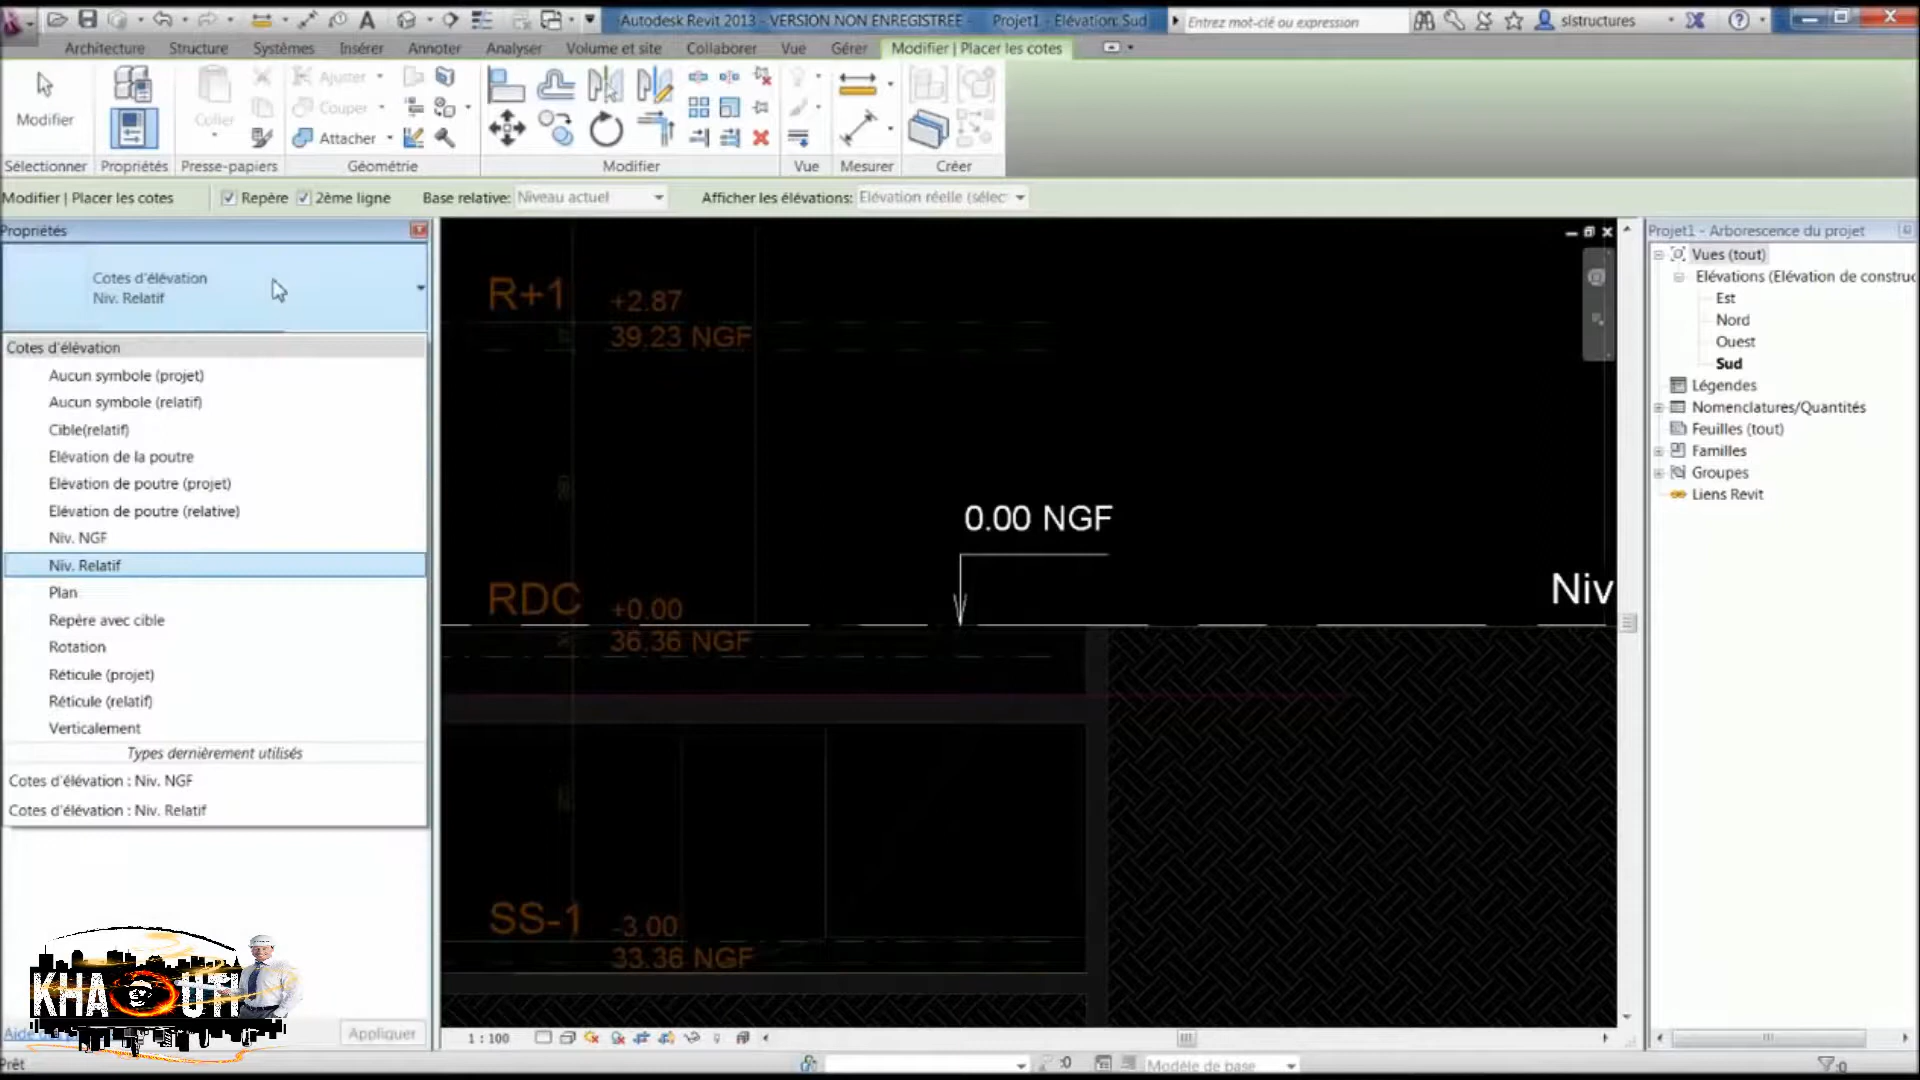 Autodesk Revit 2013 - VERSION NON ENREGISTREE - Projet1 - Elévation: Sud
Entrez mot-clé ou expression
slstructures
Architecture Structure Systèmes Insérer Annoter Analyser Volume et site Collaborer Vue Gérer Modifier | Placer les cotes
Modifier
Coller
Ajuster
Couper
Attacher
Sélectionner Propriétés Presse-papiers Géométrie Modifier Vue Mesurer Créer
Modifier | Placer les cotes Repère 2ème ligne Base relative: Niveau actuel Afficher les élévations: Elévation réelle (sélec
Propriétés
Cotes d'élévation
Niv. Relatif
Cotes d'élévation
Aucun symbole (projet)
Aucun symbole (relatif)
Cible(relatif)
Elévation de la poutre
Elévation de poutre (projet)
Elévation de poutre (relative)
Niv. NGF
Niv. Relatif
Plan
Repère avec cible
Rotation
Réticule (projet)
Réticule (relatif)
Verticalement
Types dernièrement utilisés
Cotes d'élévation : Niv. NGF
Cotes d'élévation : Niv. Relatif
Appliquer
KHAOUTI
Prêt
R+1 +2.87
39.23 NGF
0.00 NGF
Niv
RDC +0.00
36.36 NGF
SS-1 -3.00
33.36 NGF
1 : 100
:0
Modèle de base
:0
Projet1 - Arborescence du projet
Vues (tout)
Elévations (Elévation de construc
Est
Nord
Ouest
Sud
Légendes
Nomenclatures/Quantités
Feuilles (tout)
Familles
Groupes
Liens Revit